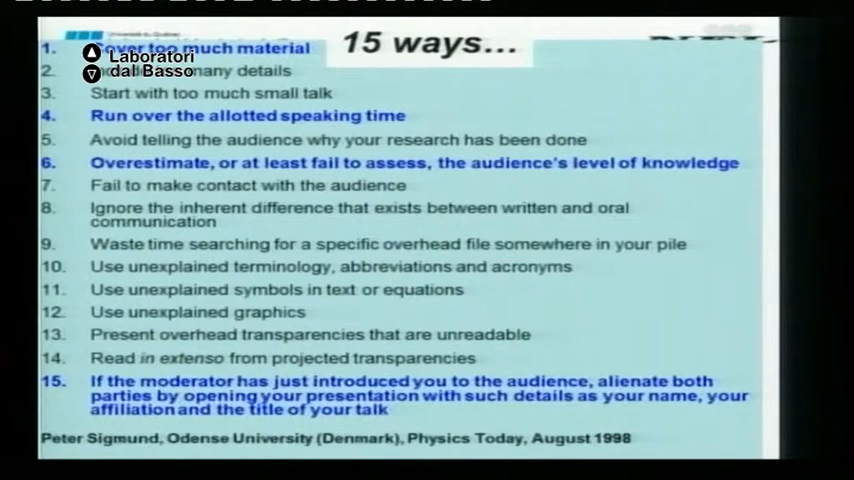 15 ways...
Laboratori
dal Basso
1. Cover too much material
2. many details
3. Start with too much small talk
4. Run over the allotted speaking time
5. Avoid telling the audience why your research has been done
6. Overestimate, or at least fail to assess, the audience's level of knowledge
7. Fail to make contact with the audience
8. Ignore the inherent difference that exists between written and oral
communication
9. Waste time searching for a specific overhead file somewhere in your pile
10. Use unexplained terminology, abbreviations and acronyms
11. Use unexplained symbols in text or equations
12. Use unexplained graphics
13. Present overhead transparencies that are unreadable
14. Read in extenso from projected transparencies
15. If the moderator has just introduced you to the audience, alienate both
parties by opening your presentation with such details as your name, your
affiliation and the title of your talk
Peter Sigmund, Odense University (Denmark), Physics Today, August 1998